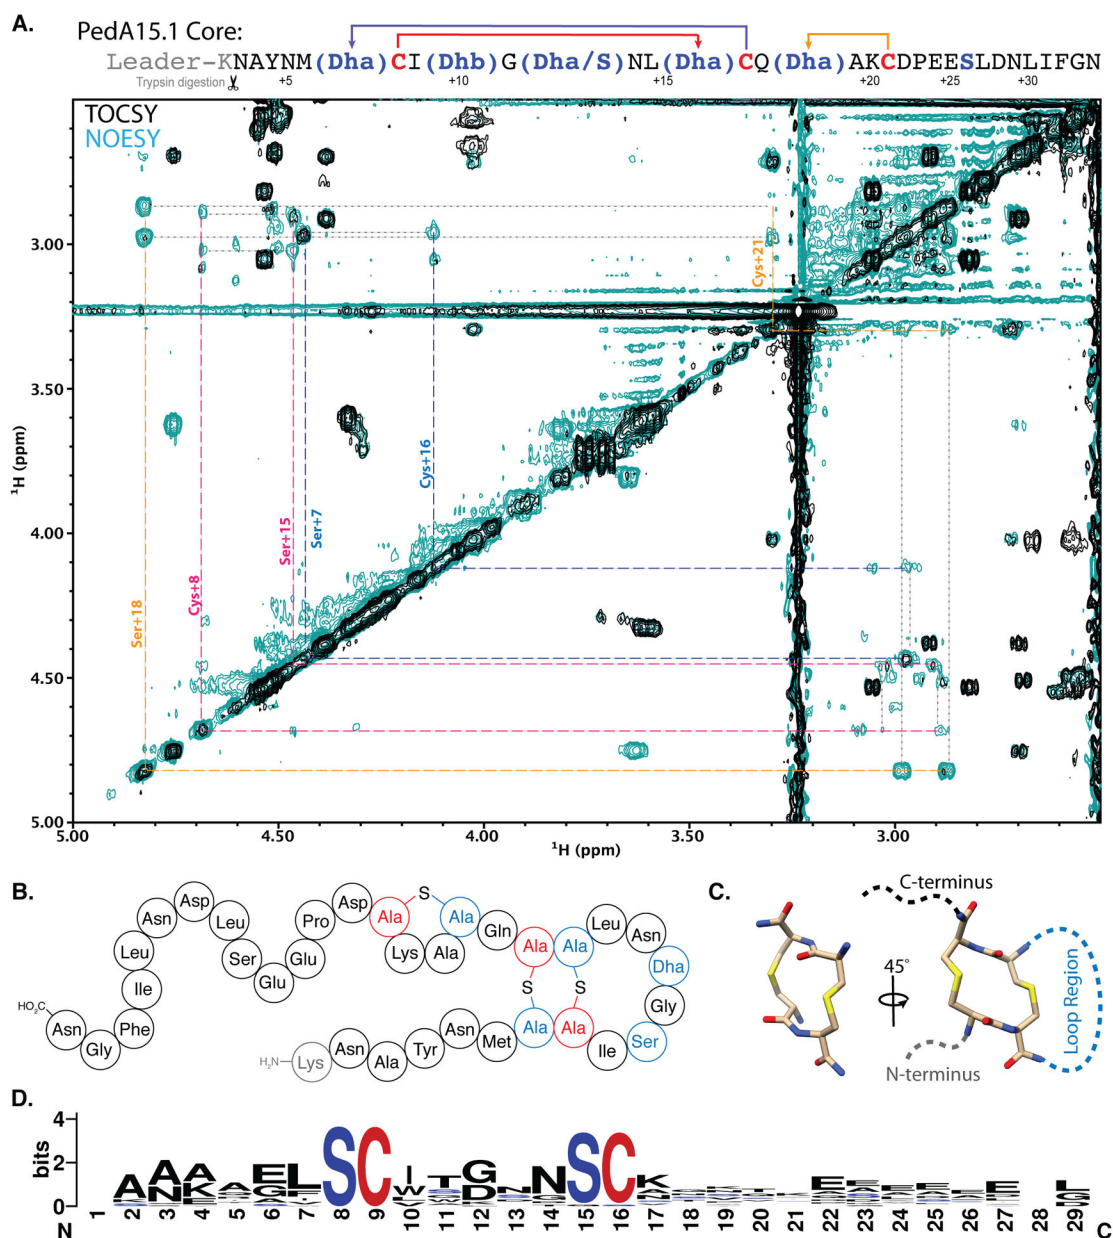 A.
PedA15.1 Core:
Leader-KNAYNM(Dha)CI(Dhb)G(Dha/S)NL(Dha)CQ(Dha)AKCDPEESLDNLIFGN
Trypsin digestion +5 +10 +15 +20 +25 +30
TOCSY
NOESY
3.00
3.50
4.00
4.50
5.00
¹H (ppm)
Cys+21
Cys+16
Ser+7
Ser+15
Cys+8
Ser+18
5.00 4.50 4.00 3.50 3.00
¹H (ppm)
B.
Asn Asp Leu Ser Glu Glu Pro Asp Ala S Ala Gln Ala Ala Leu Asn
Leu Ile Lys Ala Dha
S S Gly
HO₂C Asn Gly Phe
H₂N Lys Asn Ala Tyr Asn Met Ala Ala Ile Ser
C.
C-terminus
45°
Loop Region
N-terminus
D.
4
2
0
bits
A N A K A A E G L S C I W T G D N N S C K A E E E E E L G
N 1 2 3 4 5 6 7 8 9 10 11 12 13 14 15 16 17 18 19 20 21 22 23 24 25 26 27 28 29 C